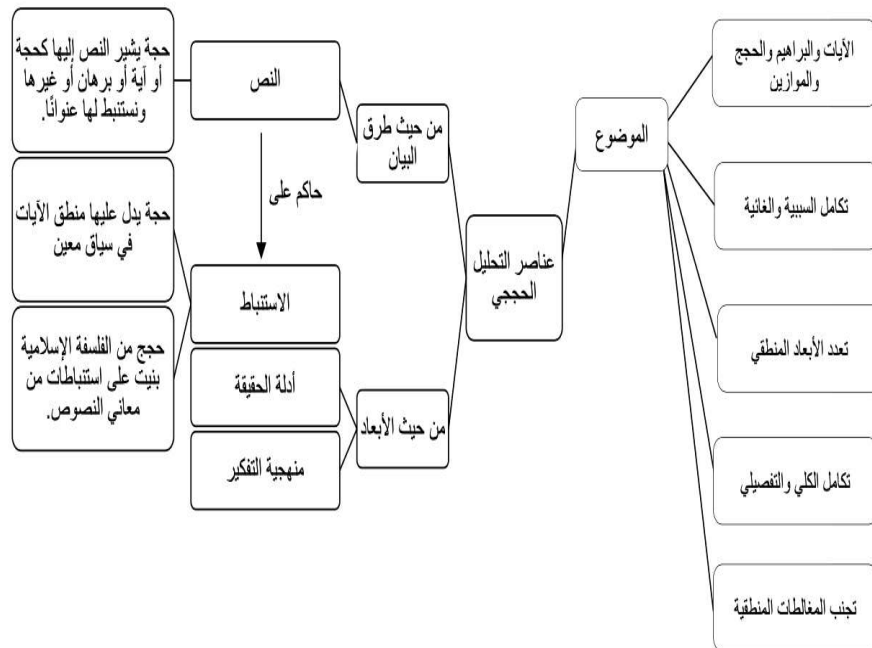 الآيات والبراهيم والحجج
والموازين
تكامل السببية والغائية
تعدد الأبعاد المنطقي
تكامل الكلي والتفصيلي
تجنب المغالطات المنطقية
الموضوع
عناصر التحليل
الحججي
من حيث طرق
البيان
من حيث الأبعاد
النص
حاكم على
الاستنباط
أدلة الحقيقة
منهجية التفكير
حجة يشير النص إليها كحجة
أو آية أو برهان أو غيرها
ونستنبط لها عنوانًا.
حجة يدل عليها منطق الآيات
في سياق معين
حجج من الفلسفة الإسلامية
بنيت على استنباطات من
معاني النصوص.